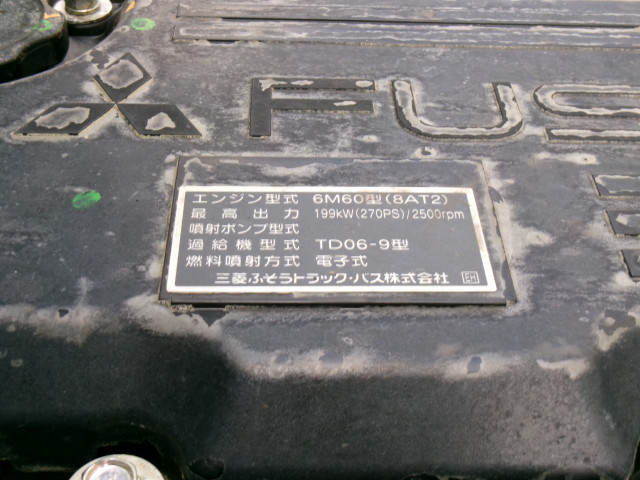 FUS
エンジン型式 6M60型(8AT2)
最高出力 199kW(270PS)/2500rpm
噴射ポンプ型式
過給機型式 TD06-9型
燃料噴射方式 電子式
三菱ふそうトラック・バス株式会社 EH